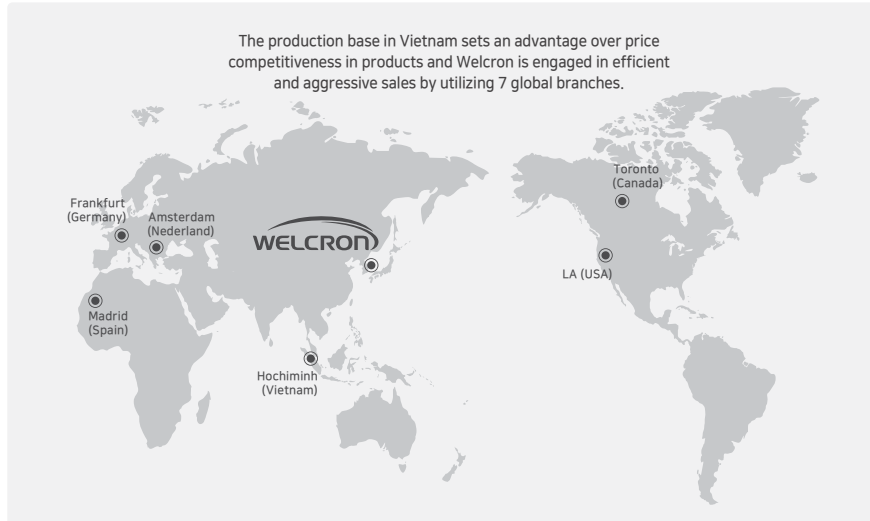 The production base in Vietnam sets an advantage over price
competitiveness in products and Welcron is engaged in efficient
and aggressive sales by utilizing 7 global branches.
Toronto
(Canada)
Frankfurt
(Germany)
Amsterdam
(Nederland)
WELCRON
LA (USA)
Madrid
(Spain)
Hochiminh
(Vietnam)